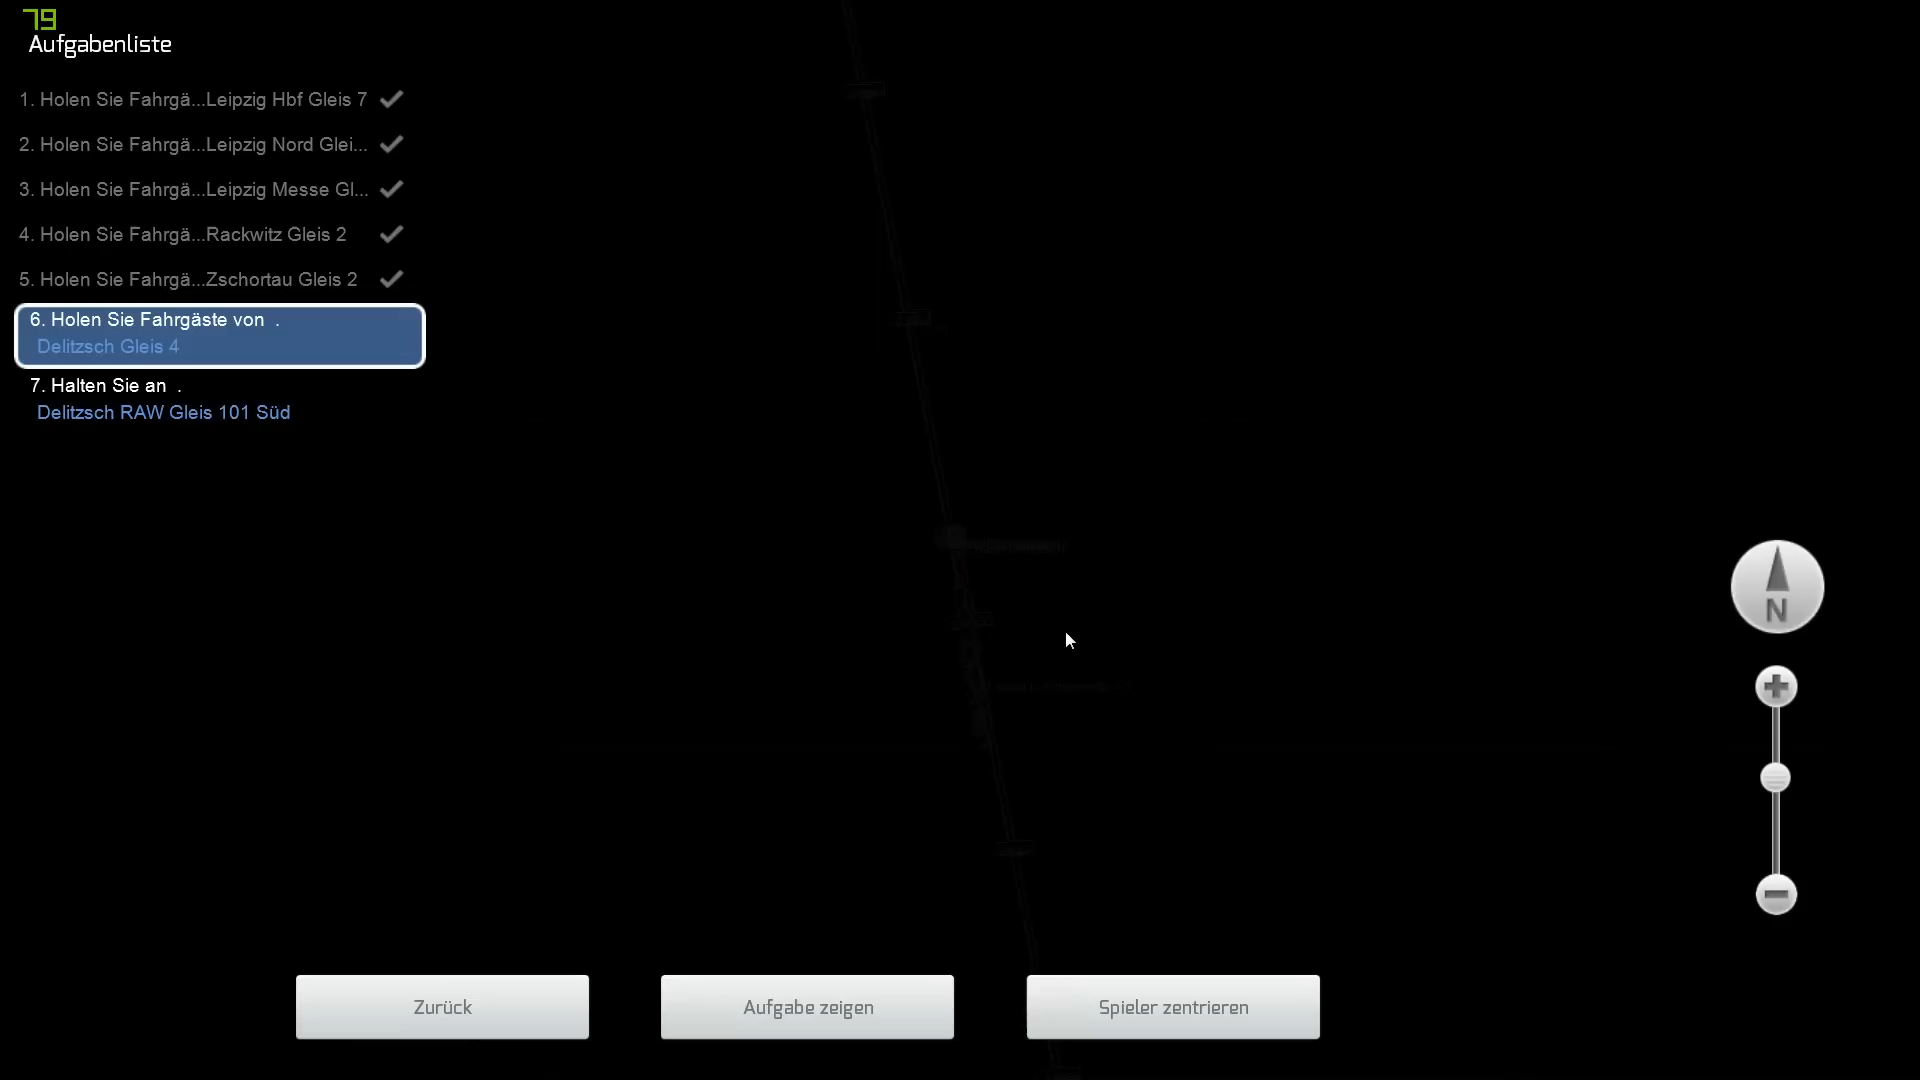 79
Aufgabenliste
1. Holen Sie Fahrgä...Leipzig Hbf Gleis 7
2. Holen Sie Fahrgä...Leipzig Nord Glei...
3. Holen Sie Fahrgä...Leipzig Messe Gl...
4. Holen Sie Fahrgä...Rackwitz Gleis 2
5. Holen Sie Fahrgä...Zschortau Gleis 2
6. Holen Sie Fahrgäste von .
Delitzsch Gleis 4
7. Halten Sie an .
Delitzsch RAW Gleis 101 Süd
N
Zurück
Aufgabe zeigen
Spieler zentrieren